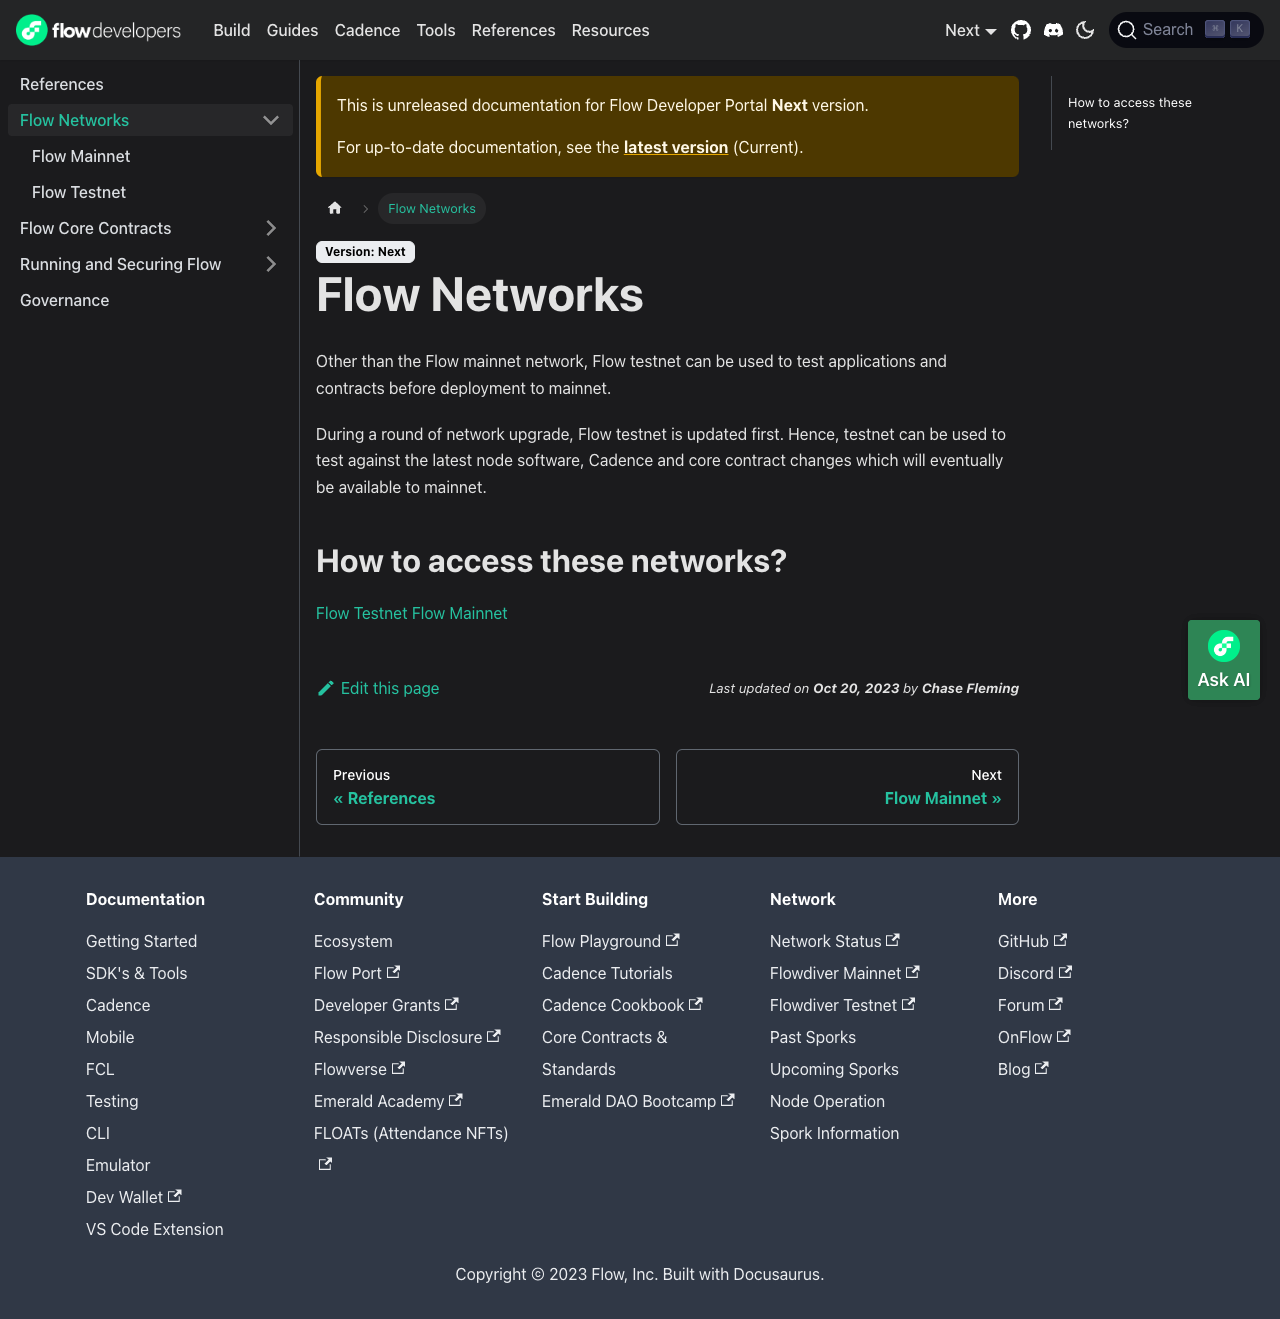 flowdevelopers Build Guides Cadence Tools References Resources Next Search ⌘ K
References
Flow Networks
Flow Mainnet
Flow Testnet
Flow Core Contracts
Running and Securing Flow
Governance
This is unreleased documentation for Flow Developer Portal Next version.
For up-to-date documentation, see the latest version (Current).
Flow Networks
Version: Next
Flow Networks
Other than the Flow mainnet network, Flow testnet can be used to test applications and
contracts before deployment to mainnet.
During a round of network upgrade, Flow testnet is updated first. Hence, testnet can be used to
test against the latest node software, Cadence and core contract changes which will eventually
be available to mainnet.
How to access these networks?
Flow Testnet Flow Mainnet
Edit this page
Last updated on Oct 20, 2023 by Chase Fleming
Previous
« References
Next
Flow Mainnet »
How to access these
networks?
Ask AI
Documentation
Getting Started
SDK's & Tools
Cadence
Mobile
FCL
Testing
CLI
Emulator
Dev Wallet
VS Code Extension
Community
Ecosystem
Flow Port
Developer Grants
Responsible Disclosure
Flowverse
Emerald Academy
FLOATs (Attendance NFTs)
Start Building
Flow Playground
Cadence Tutorials
Cadence Cookbook
Core Contracts &
Standards
Emerald DAO Bootcamp
Network
Network Status
Flowdiver Mainnet
Flowdiver Testnet
Past Sporks
Upcoming Sporks
Node Operation
Spork Information
More
GitHub
Discord
Forum
OnFlow
Blog
Copyright © 2023 Flow, Inc. Built with Docusaurus.